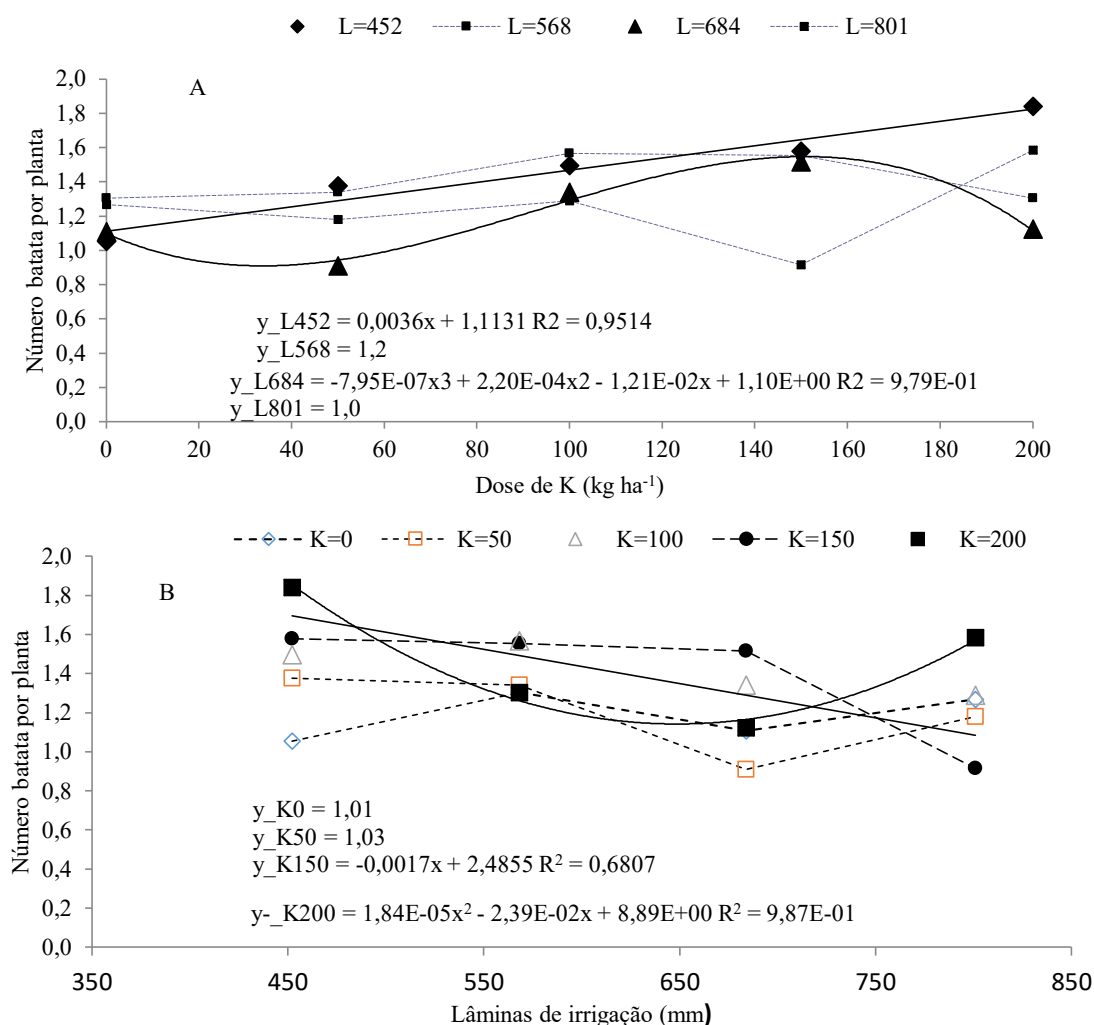 L=452 L=568 L=684 L=801
A
Número batata por planta
2,0
1,8
1,6
1,4
1,2
1,0
0,8
0,6
0,4
0,2
0,0
y_L452 = 0,0036x + 1,1131 R2 = 0,9514
y_L568 = 1,2
y_L684 = -7,95E-07x3 + 2,20E-04x2 - 1,21E-02x + 1,10E+00 R2 = 9,79E-01
y_L801 = 1,0
0 20 40 60 80 100 120 140 160 180 200
Dose de K (kg ha⁻¹)
K=0 K=50 K=100 K=150 K=200
B
Número batata por planta
2,0
1,8
1,6
1,4
1,2
1,0
0,8
0,6
0,4
0,2
0,0
y_K0 = 1,01
y_K50 = 1,03
y_K150 = -0,0017x + 2,4855 R² = 0,6807
y-_K200 = 1,84E-05x² - 2,39E-02x + 8,89E+00 R² = 9,87E-01
350 450 550 650 750 850
Lâminas de irrigação (mm)